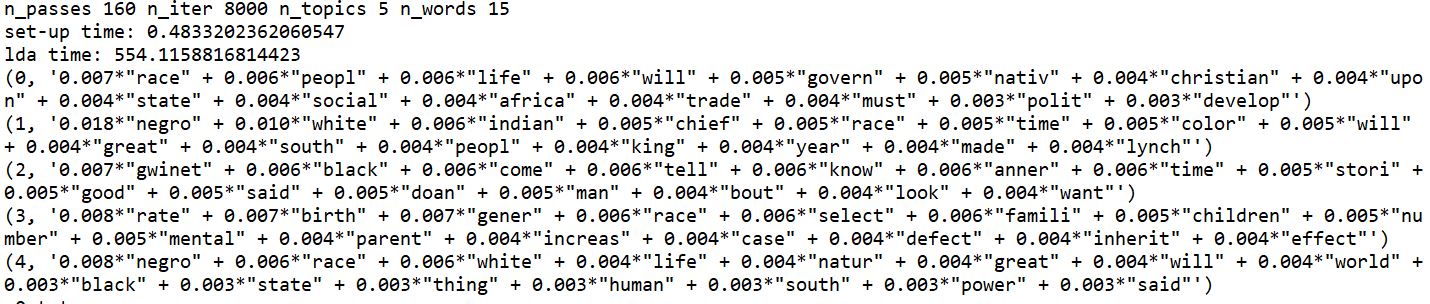 n_passes 160 n_iter 8000 n_topics 5 n_words 15
set-up time: 0.4833202362060547
lda time: 554.1158816814423
(0, '0.007*"race" + 0.006*"peopl" + 0.006*"life" + 0.006*"will" + 0.005*"govern" + 0.005*"nativ" + 0.004*"christian" + 0.004*"upo
n" + 0.004*"state" + 0.004*"social" + 0.004*"africa" + 0.004*"trade" + 0.004*"must" + 0.003*"polit" + 0.003*"develop"')
(1, '0.018*"negro" + 0.010*"white" + 0.006*"indian" + 0.005*"chief" + 0.005*"race" + 0.005*"time" + 0.005*"color" + 0.005*"will"
+ 0.004*"great" + 0.004*"south" + 0.004*"peopl" + 0.004*"king" + 0.004*"year" + 0.004*"made" + 0.004*"lynch"')
(2, '0.007*"gwinet" + 0.006*"black" + 0.006*"come" + 0.006*"tell" + 0.006*"know" + 0.006*"anner" + 0.006*"time" + 0.005*"stori" +
0.005*"good" + 0.005*"said" + 0.005*"doan" + 0.005*"man" + 0.004*"bout" + 0.004*"look" + 0.004*"want"')
(3, '0.008*"rate" + 0.007*"birth" + 0.007*"gener" + 0.006*"race" + 0.006*"select" + 0.006*"famili" + 0.005*"children" + 0.005*"nu
mber" + 0.005*"mental" + 0.004*"parent" + 0.004*"increas" + 0.004*"case" + 0.004*"defect" + 0.004*"inherit" + 0.004*"effect"')
(4, '0.008*"negro" + 0.006*"race" + 0.006*"white" + 0.004*"life" + 0.004*"natur" + 0.004*"great" + 0.004*"will" + 0.004*"world" +
0.003*"black" + 0.003*"state" + 0.003*"thing" + 0.003*"human" + 0.003*"south" + 0.003*"power" + 0.003*"said"')